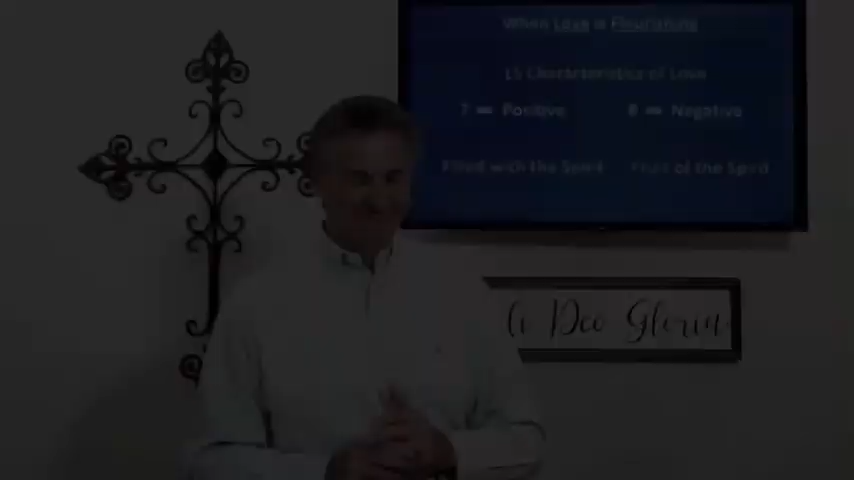 When Love is Flourishing
15 Characteristics of Love
7 = Positive 8 = Negative
Filled with the Spirit Fruit of the Spirit
Deo Gloria